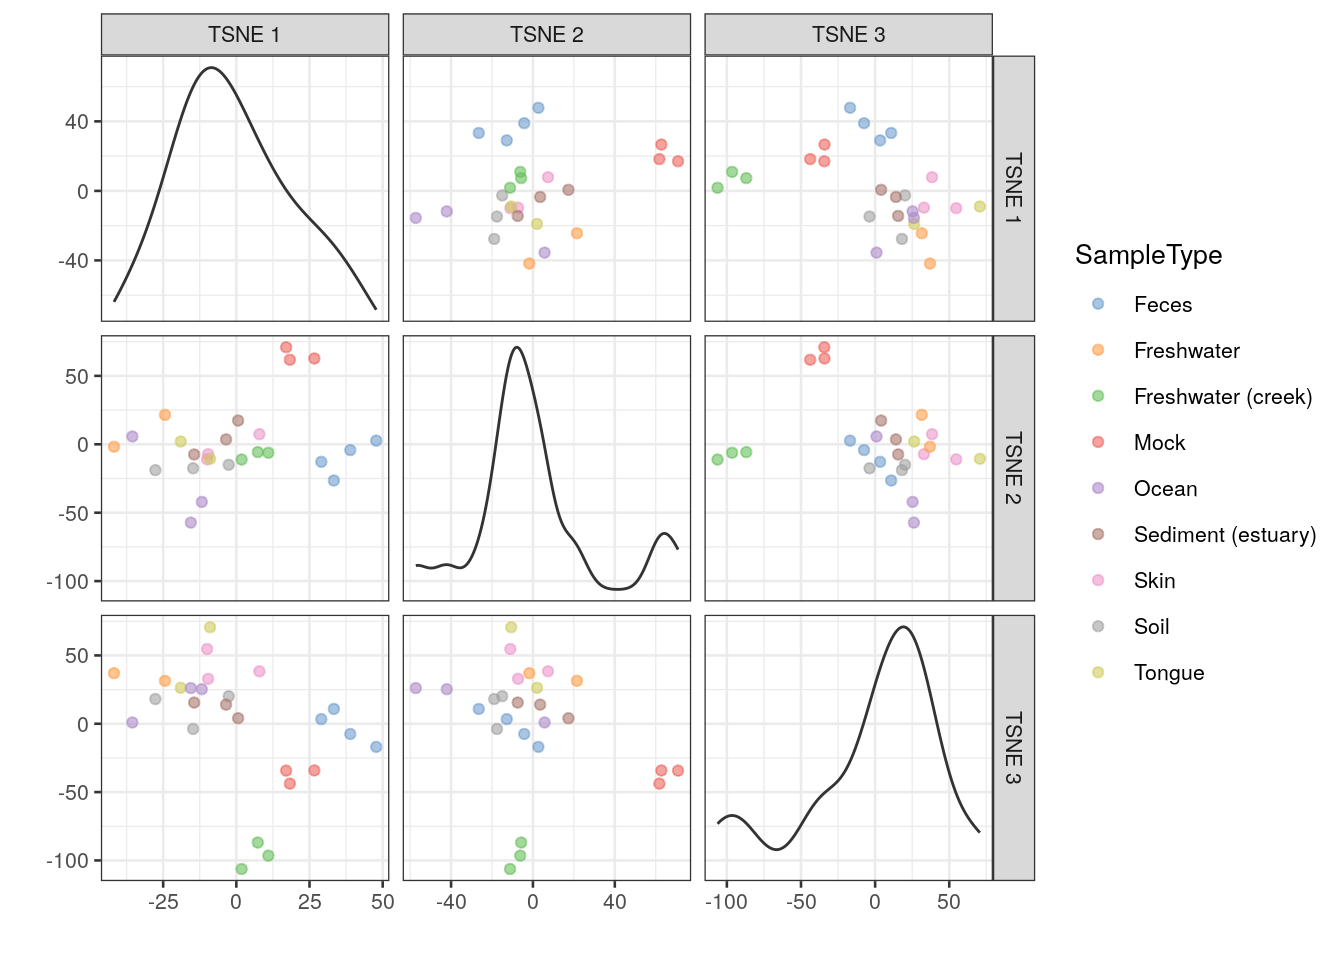 TSNE 1
TSNE 2
TSNE 3
40
0
-40
TSNE 1
50
0
-50
-100
TSNE 2
50
0
-50
-100
TSNE 3
-25
0
25
50
-40
0
40
-100
-50
0
50
SampleType
Feces
Freshwater
Freshwater (creek)
Mock
Ocean
Sediment (estuary)
Skin
Soil
Tongue